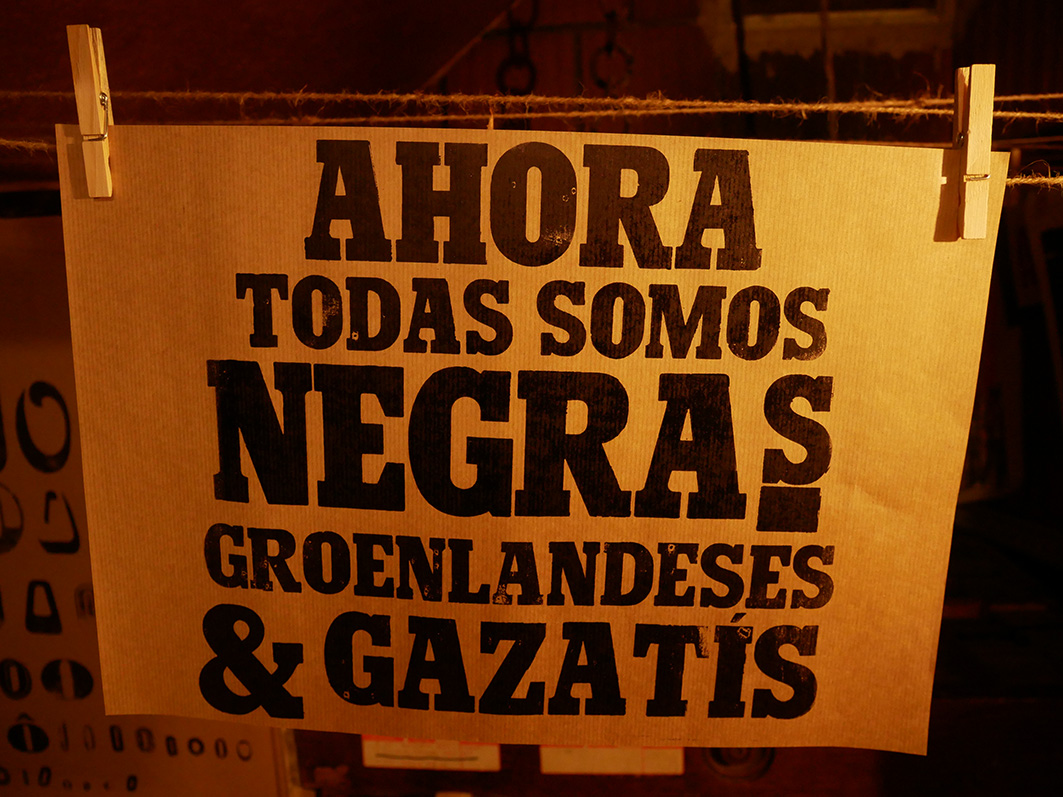 AHORA
TODAS SOMOS
NEGRAS
GROENLANDESES
& GAZATÍS